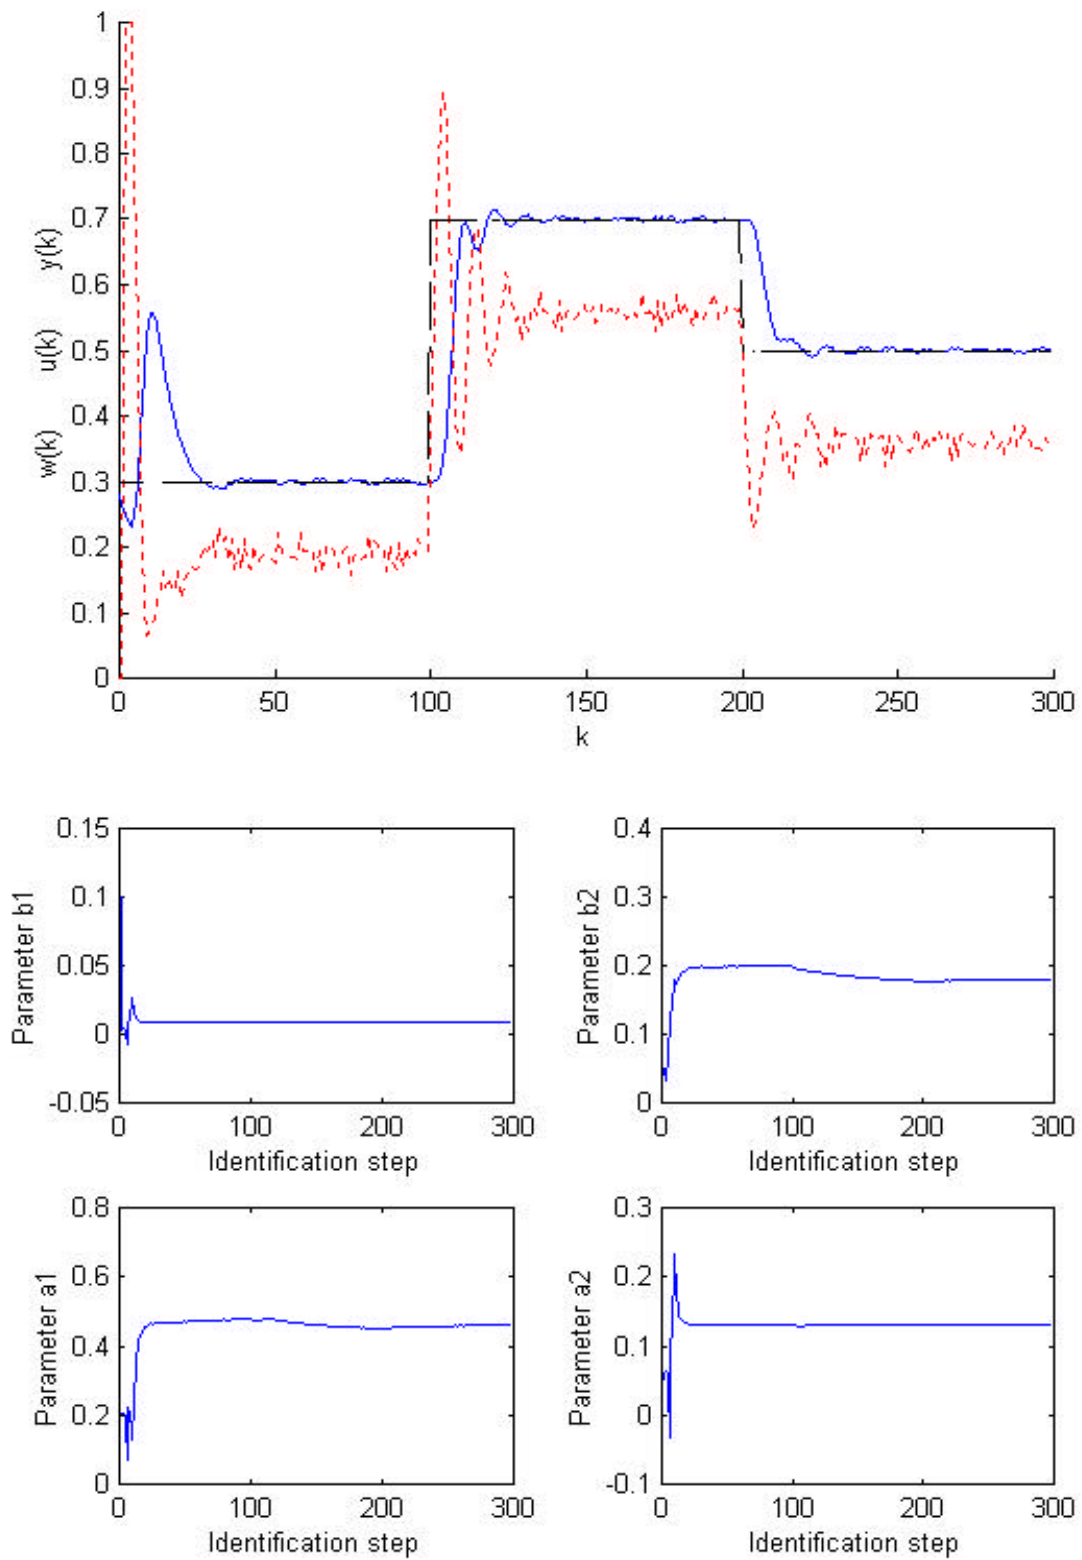 1
0.9
0.8
0.7
0.6
0.5
0.4
0.3
0.2
0.1
0
w(k) u(k) y(k)
0 50 100 150 200 250 300
k
0.15
0.1
0.05
0
-0.05
Parameter b1
0 100 200 300
Identification step
0.4
0.3
0.2
0.1
0
Parameter b2
0 100 200 300
Identification step
0.8
0.6
0.4
0.2
0
Parameter a1
0 100 200 300
Identification step
0.3
0.2
0.1
0
-0.1
Parameter a2
0 100 200 300
Identification step